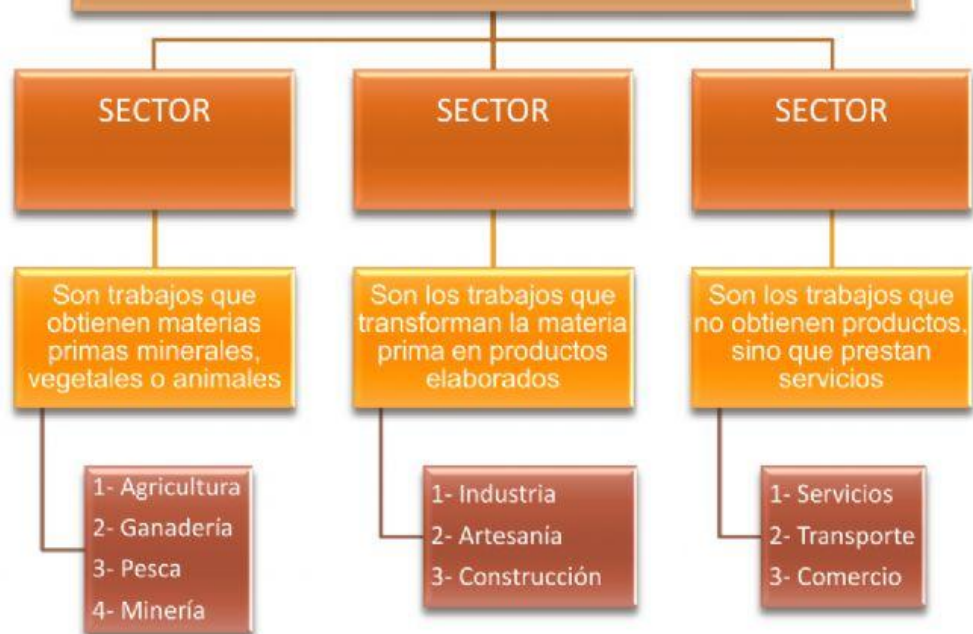 SECTOR
Son trabajos que
obtienen materias
primas minerales,
vegetales o animales
1- Agricultura
2- Ganadería
3- Pesca
4- Minería
SECTOR
Son los trabajos que
transforman la materia
prima en productos
elaborados
1- Industria
2- Artesanía
3- Construcción
SECTOR
Son los trabajos que
no obtienen productos,
sino que prestan
servicios
1- Servicios
2- Transporte
3- Comercio